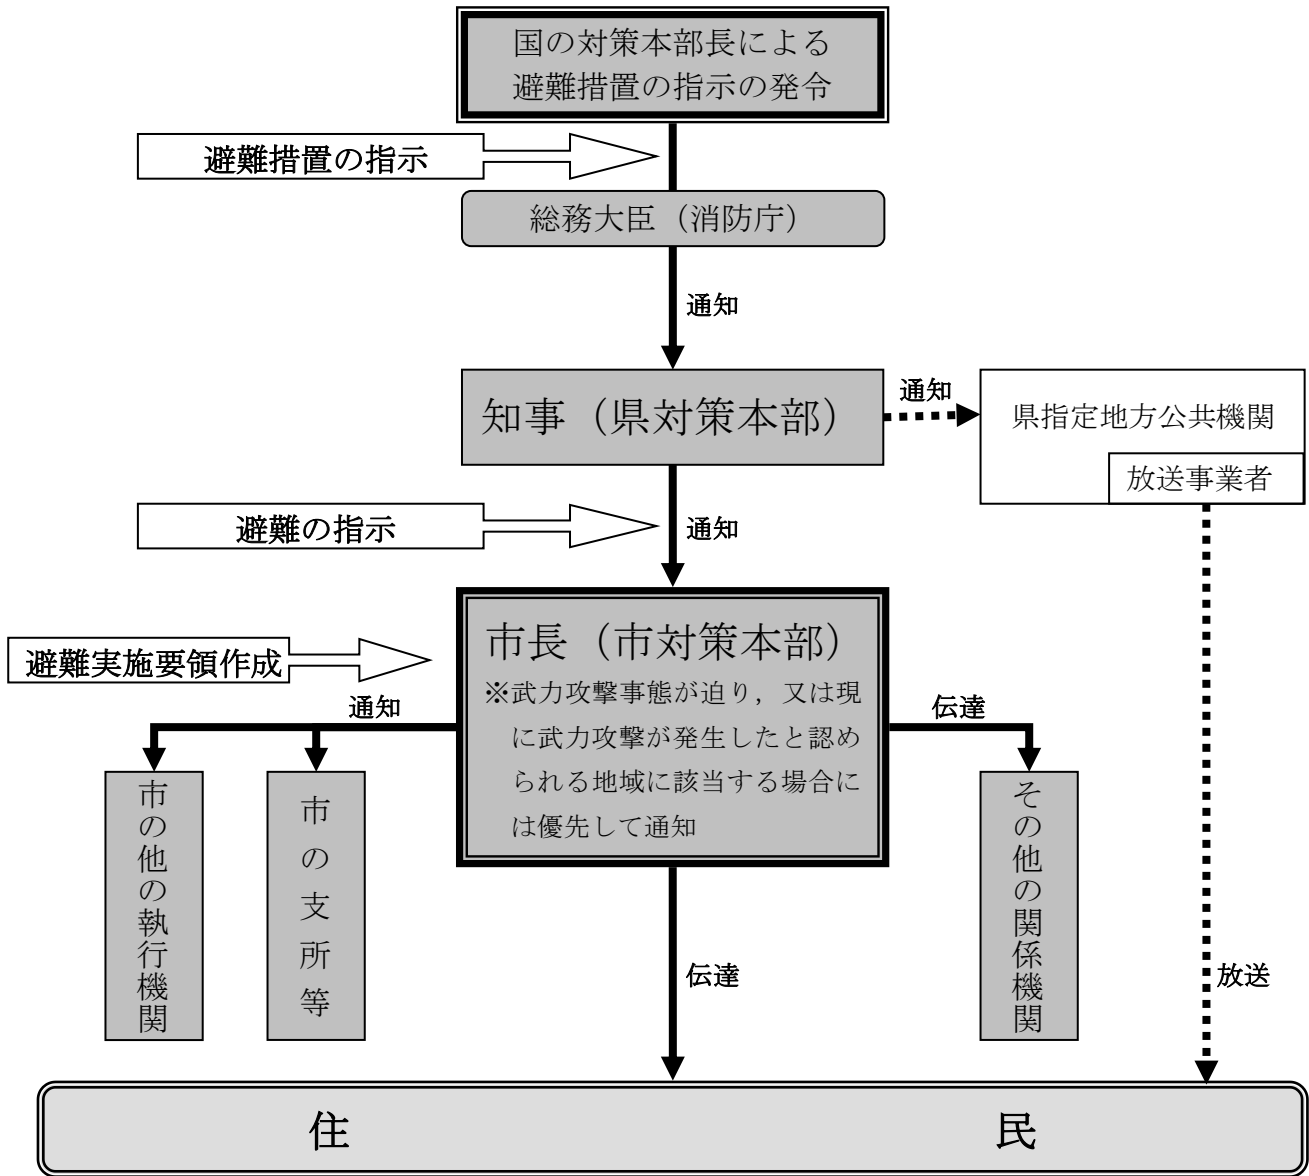 国の対策本部長による
避難措置の指示の発令
避難措置の指示
総務大臣（消防庁）
通知
知事（県対策本部）
通知
県指定地方公共機関
放送事業者
避難の指示
通知
市長（市対策本部）
※武力攻撃事態が迫り，又は現
に武力攻撃が発生したと認め
られる地域に該当する場合に
は優先して通知
避難実施要領作成
通知
伝達
市の他の執行機関
市の支所等
その他の関係機関
伝達
放送
住民